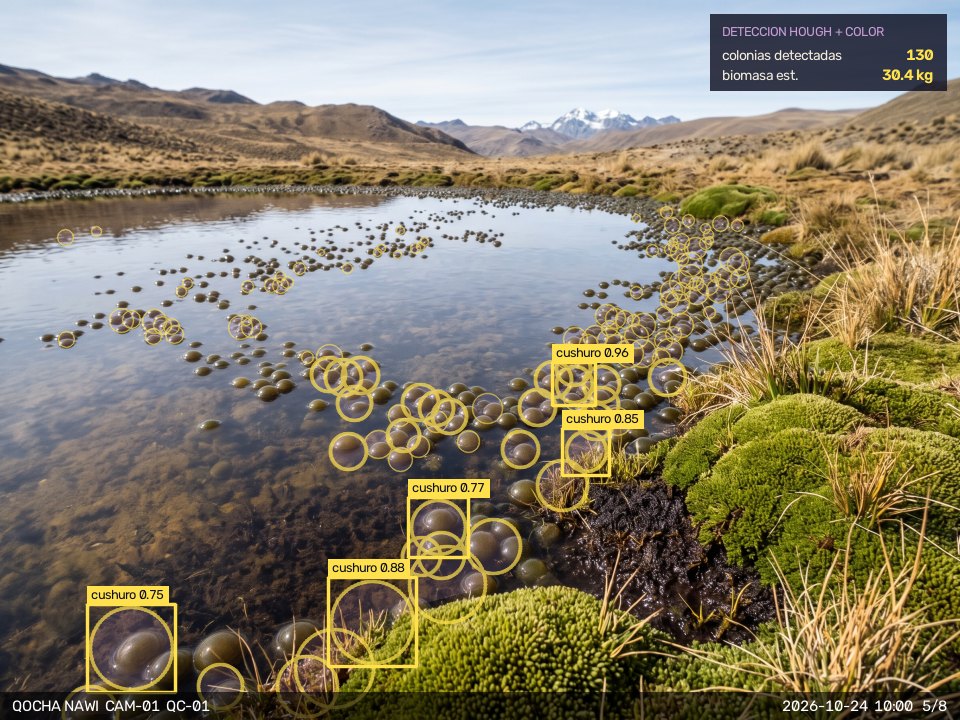 DETECCION HOUGH + COLOR
colonias detectadas 130
biomasa est. 30.4 kg
cushuro 0.96
cushuro 0.85
cushuro 0.77
cushuro 0.88
cushuro 0.75
QOCHA NAWI CAM-01 QC-01 2026-10-24 10:00 5/8